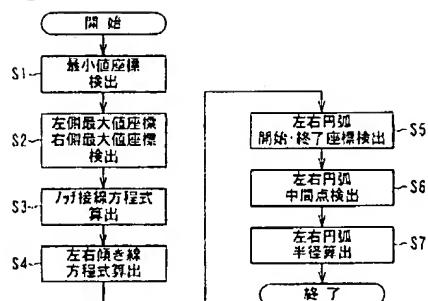 開始
S1
最小値座標
検出
S2
左側最大値座標
右側最大値座標
検出
S3
ノッチ接線方程式
算出
S4
左右傾き線
方程式算出
左右円弧
開始・終了座標検出
S5
左右円弧
中間点検出
S6
左右円弧
半径算出
S7
終了